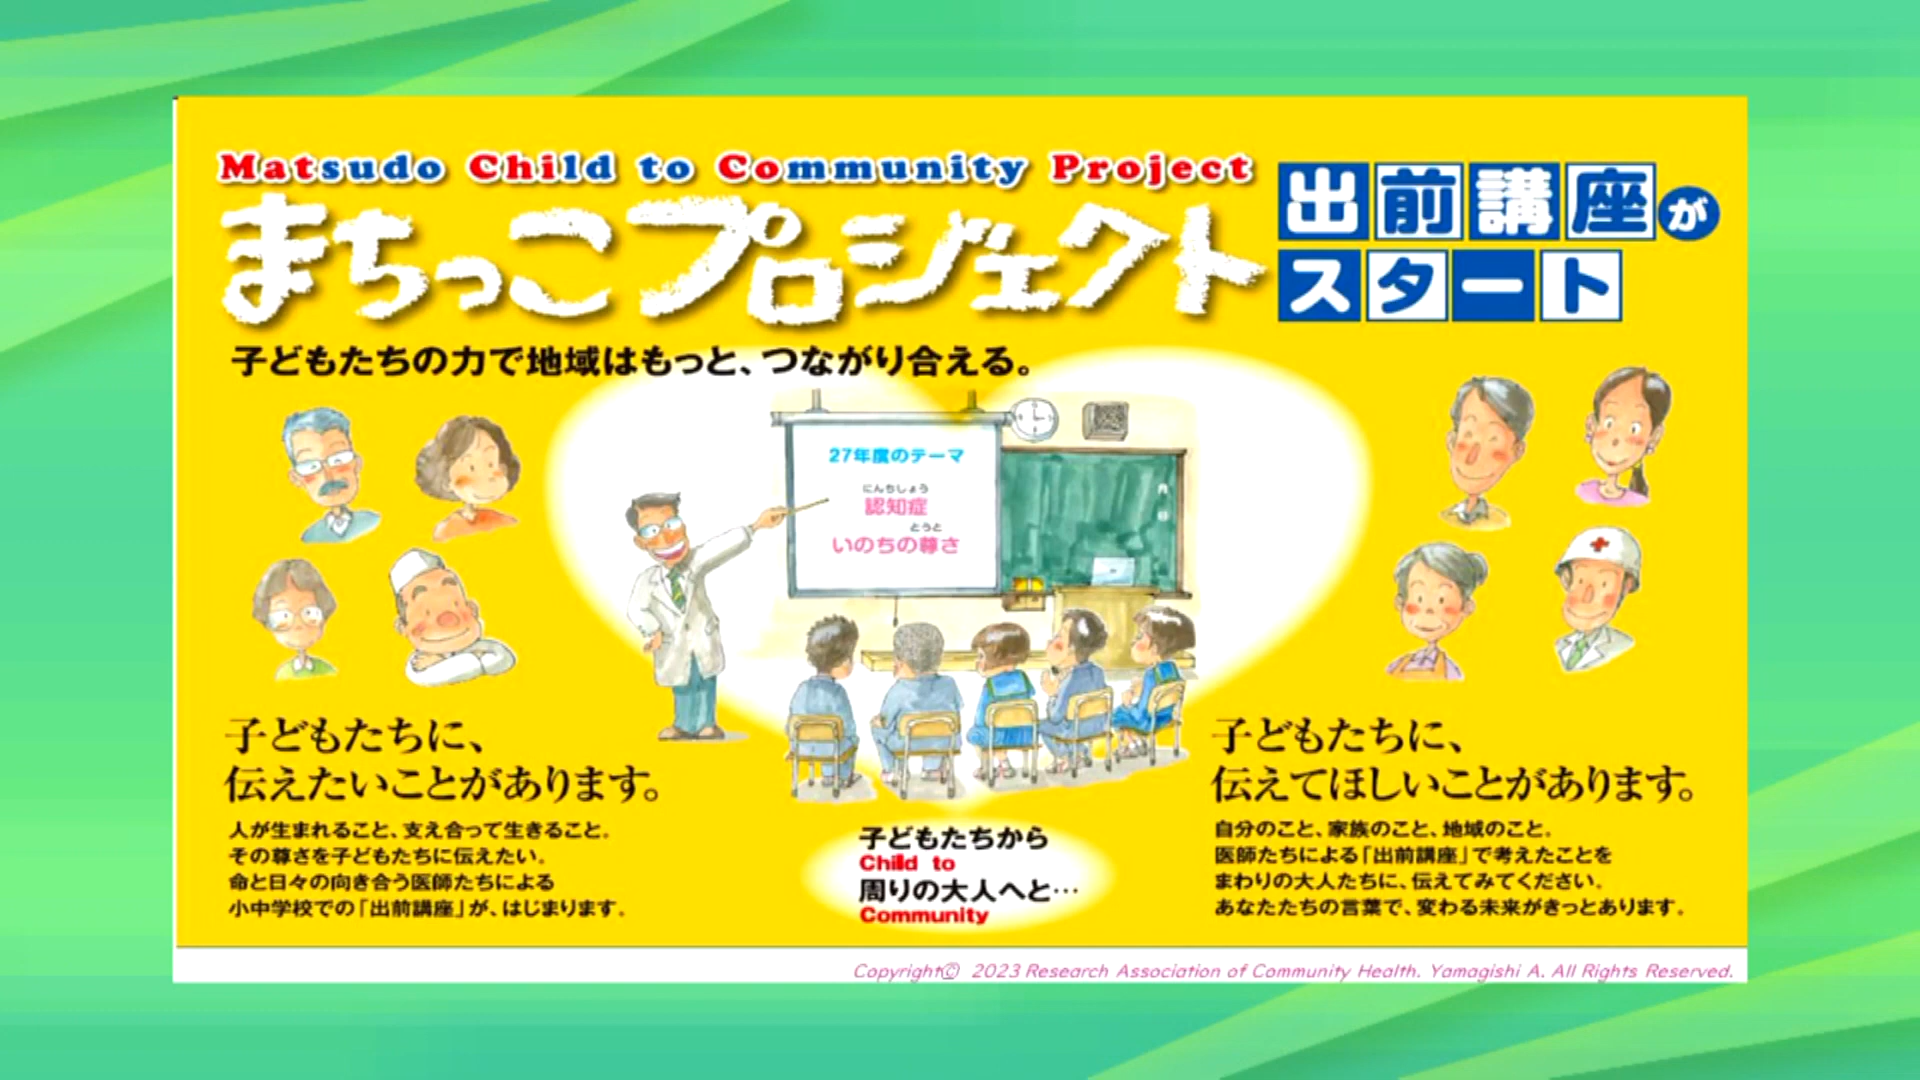 Matsudo Child to Community Project
まちっこプロジェクト
出前講座が
スタート
子どもたちの力で地域はもっと、つながり合える。
27年度のテーマ
にんちしょう
認知症
とうと
いのちの尊さ
子どもたちに、
伝えたいことがあります。
人が生まれること、支え合って生きること。
その尊さを子どもたちに伝えたい。
命と日々の向き合う医師たちによる
小中学校での「出前講座」が、はじまります。
子どもたちから
Child to
周りの大人へと…
Community
子どもたちに、
伝えてほしいことがあります。
自分のこと、家族のこと、地域のこと。
医師たちによる「出前講座」で考えたことを
まわりの大人たちに、伝えてみてください。
あなたたちの言葉で、変わる未来がきっとあります。
Copyright© 2023 Research Association of Community Health. Yamagishi A. All Rights Reserved.